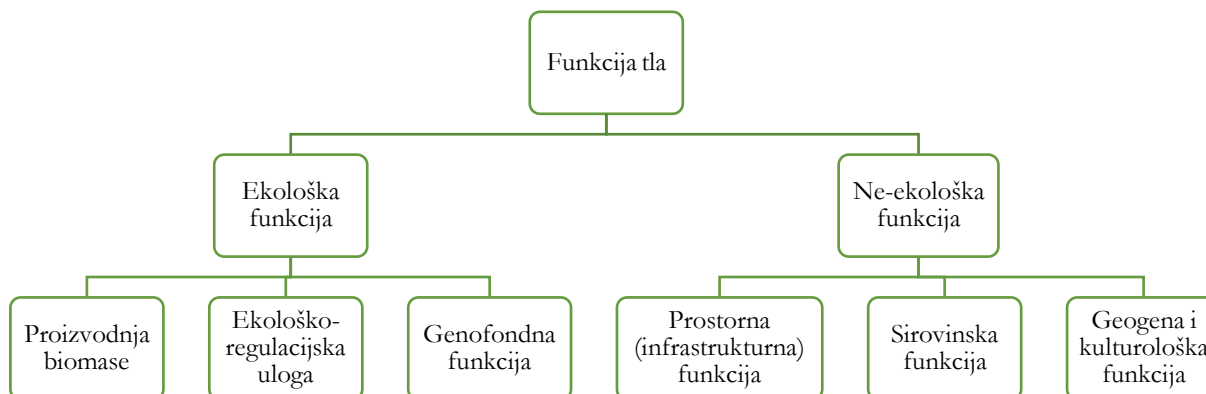 Funkcija tla
Ekološka
funkcija
Ne-ekološka
funkcija
Proizvodnja
biomase
Ekološko-
regulacijska
uloga
Genofondna
funkcija
Prostorna
(infrastrukturna)
funkcija
Sirovinska
funkcija
Geogena i
kulturološka
funkcija